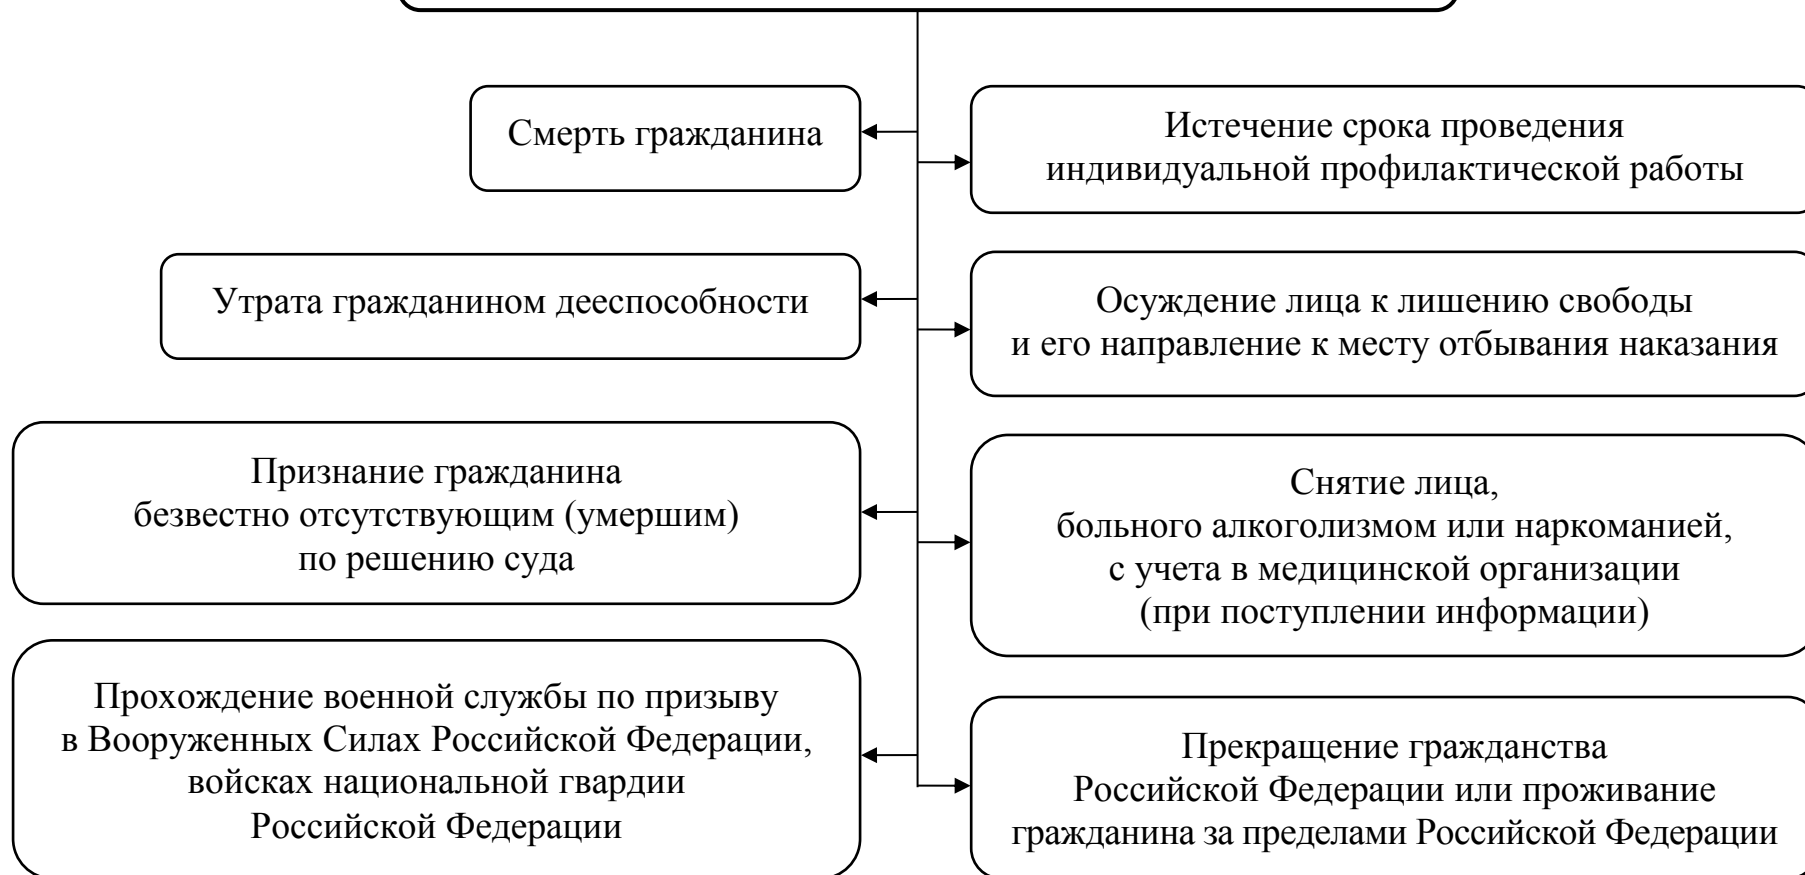 Смерть гражданина
Истечение срока проведения
индивидуальной профилактической работы
Утрата гражданином дееспособности
Осуждение лица к лишению свободы
и его направление к месту отбывания наказания
Признание гражданина
безвестно отсутствующим (умершим)
по решению суда
Снятие лица,
больного алкоголизмом или наркоманией,
с учета в медицинской организации
(при поступлении информации)
Прохождение военной службы по призыву
в Вооруженных Силах Российской Федерации,
войсках национальной гвардии
Российской Федерации
Прекращение гражданства
Российской Федерации или проживание
гражданина за пределами Российской Федерации